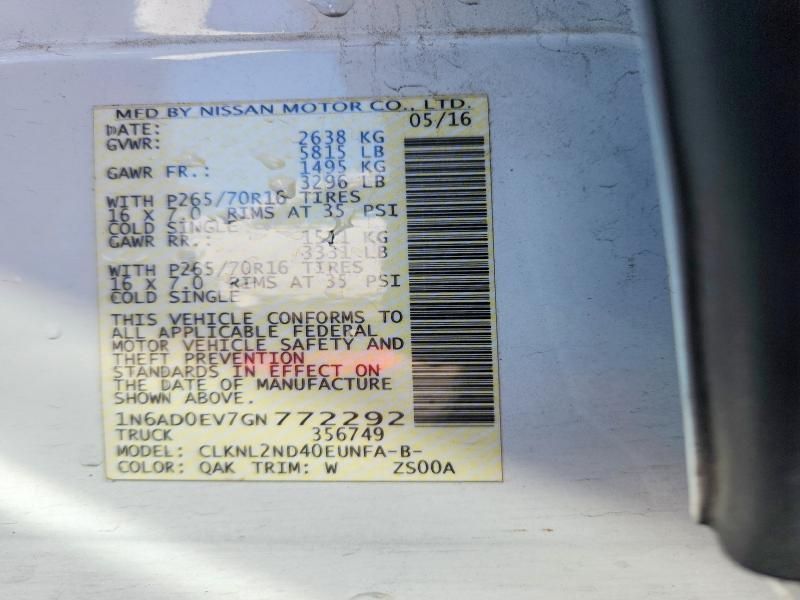 MFD BY NISSAN MOTOR CO., LTD.
DATE: 05/16
GVWR: 2638 KG
5815 LB
GAWR FR.: 1495 KG
3296 LB
WITH P265/70R16 TIRES
16 X 7.0 RIMS AT 35 PSI
COLD SINGLE
GAWR RR.: 1511 KG
3331 LB
WITH P265/70R16 TIRES
16 X 7.0 RIMS AT 35 PSI
COLD SINGLE
THIS VEHICLE CONFORMS TO
ALL APPLICABLE FEDERAL
MOTOR VEHICLE SAFETY AND
THEFT PREVENTION
STANDARDS IN EFFECT ON
THE DATE OF MANUFACTURE
SHOWN ABOVE.
1N6AD0EV7GN772292
TRUCK 356749
MODEL: CLKNL2ND40EUNFA-B-
COLOR: QAK TRIM: W ZS00A